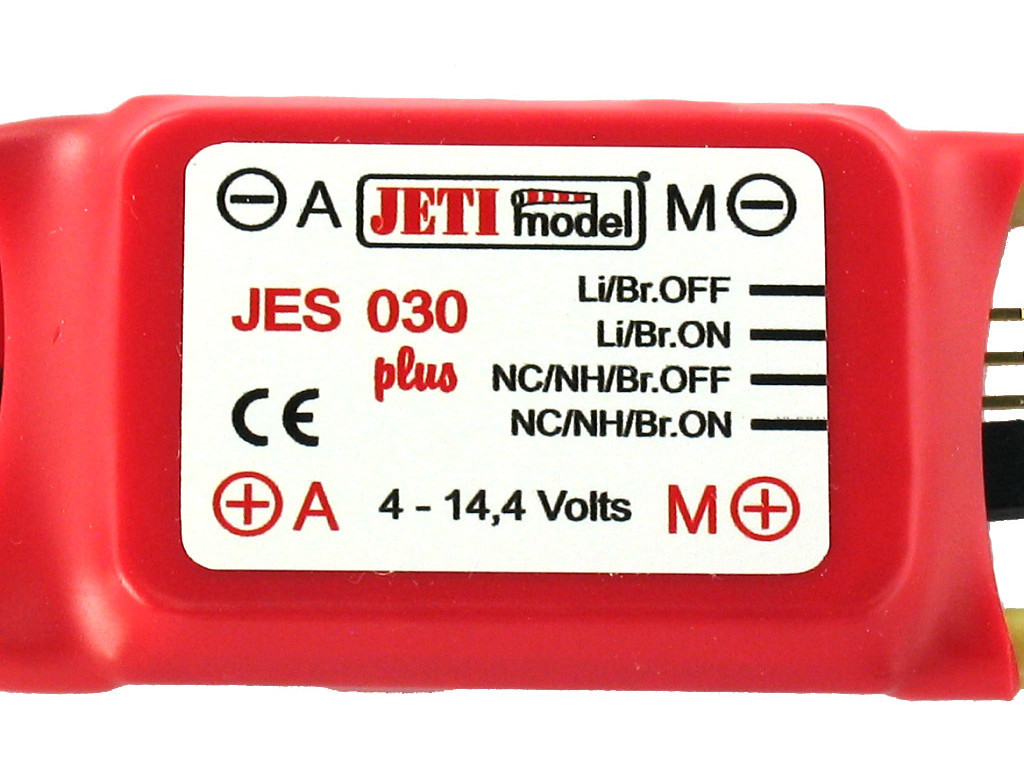 ⊖ A JETI model M ⊖
JES 030
plus
Li/Br.OFF
Li/Br.ON
NC/NH/Br.OFF
NC/NH/Br.ON
CE
⊕ A 4 - 14,4 Volts M ⊕